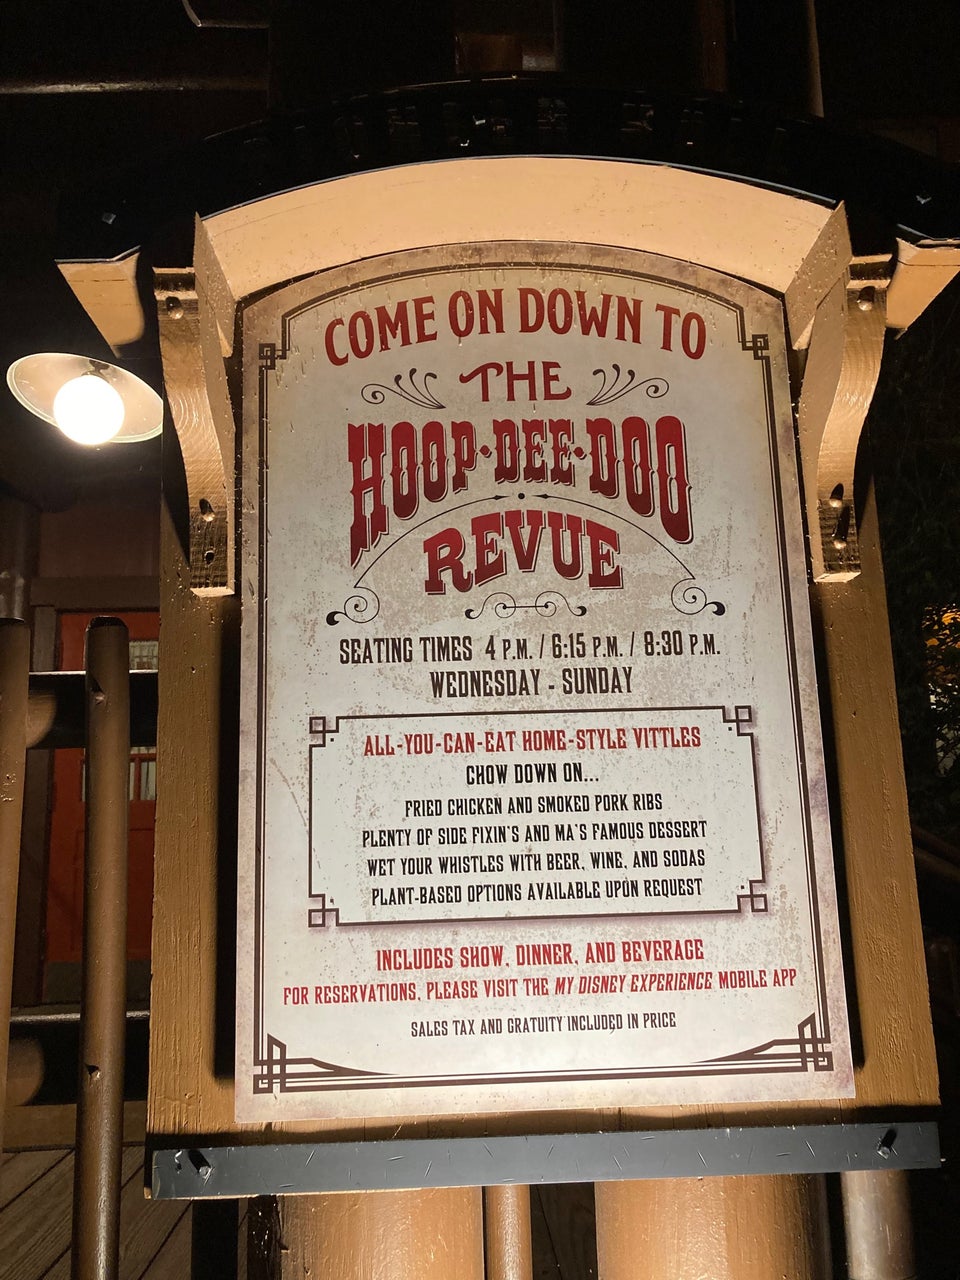 COME ON DOWN TO
THE
HOOP·DEE·DOO
REVUE
SEATING TIMES 4 P.M. / 6:15 P.M. / 8:30 P.M.
WEDNESDAY - SUNDAY
ALL-YOU-CAN-EAT HOME-STYLE VITTLES
CHOW DOWN ON...
FRIED CHICKEN AND SMOKED PORK RIBS
PLENTY OF SIDE FIXIN'S AND MA'S FAMOUS DESSERT
WET YOUR WHISTLES WITH BEER, WINE, AND SODAS
PLANT-BASED OPTIONS AVAILABLE UPON REQUEST
INCLUDES SHOW, DINNER, AND BEVERAGE
FOR RESERVATIONS, PLEASE VISIT THE MY DISNEY EXPERIENCE MOBILE APP
SALES TAX AND GRATUITY INCLUDED IN PRICE